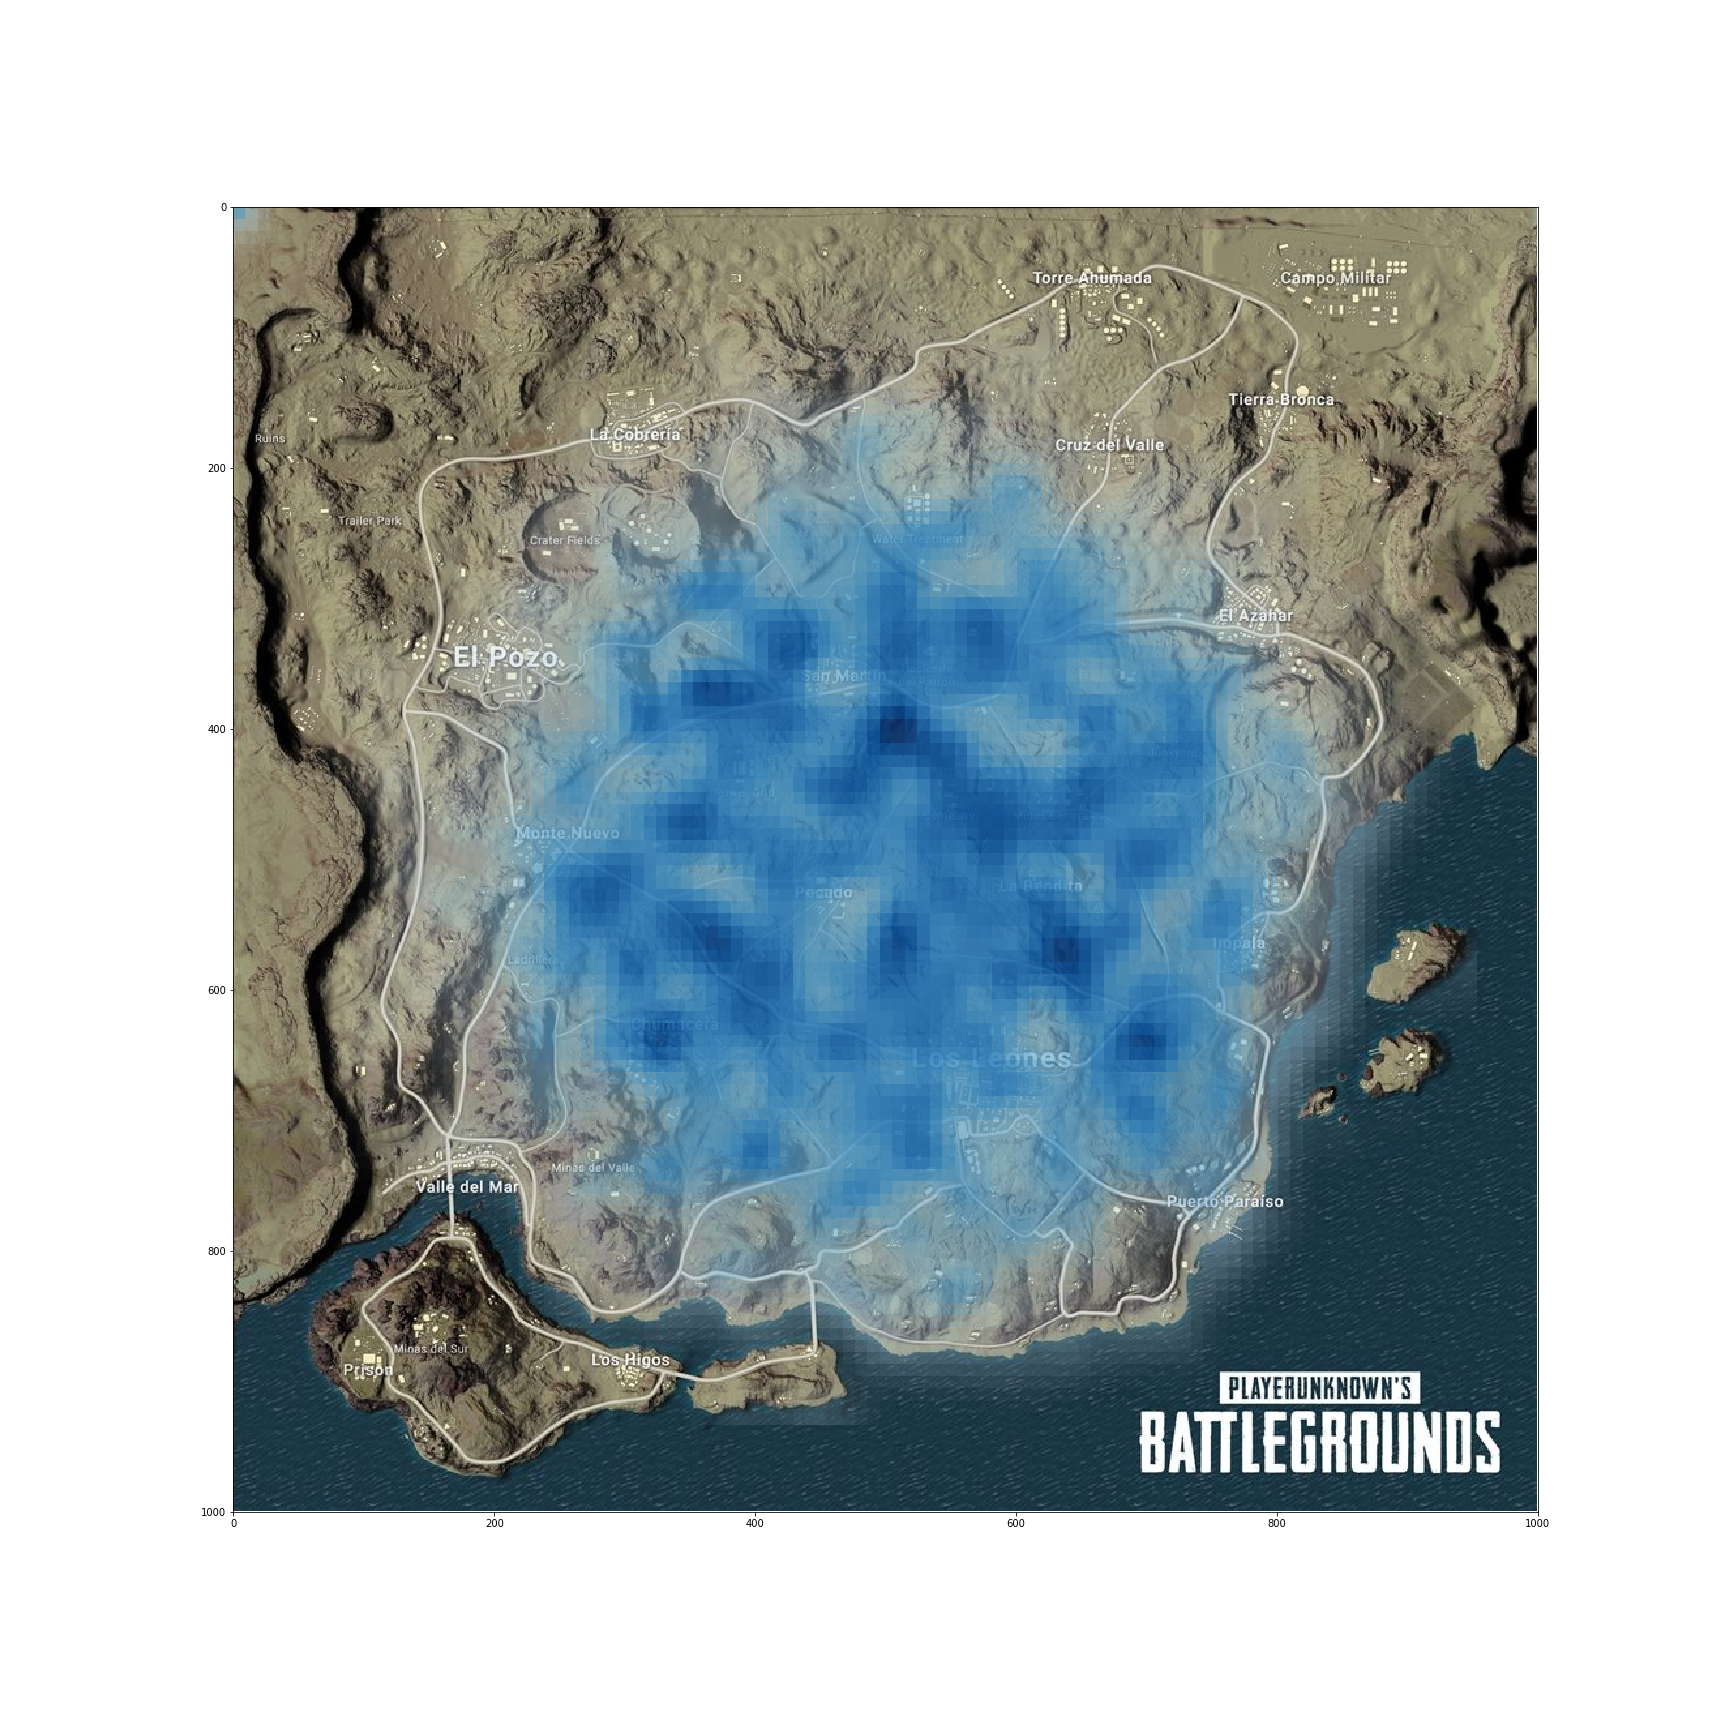 0
Torre Ahumada
Campo Militar
Tierra Bronca
Ruins
La Cobreria
Cruz del Valle
200
Trailer Park
Crater Fields
Water Treatment
El Azahar
El Pozo
San Martin
400
Power Grid
Monte Nuevo
Pecado
La Bendita
Impala
Ladrillera
600
Chumacera
Los Leones
Minas del Valle
Valle del Mar
Puerto Paraiso
800
Minas del Sur
Los Higos
Prison
PLAYERUNKNOWN'S
BATTLEGROUNDS
1000
0 200 400 600 800 1000